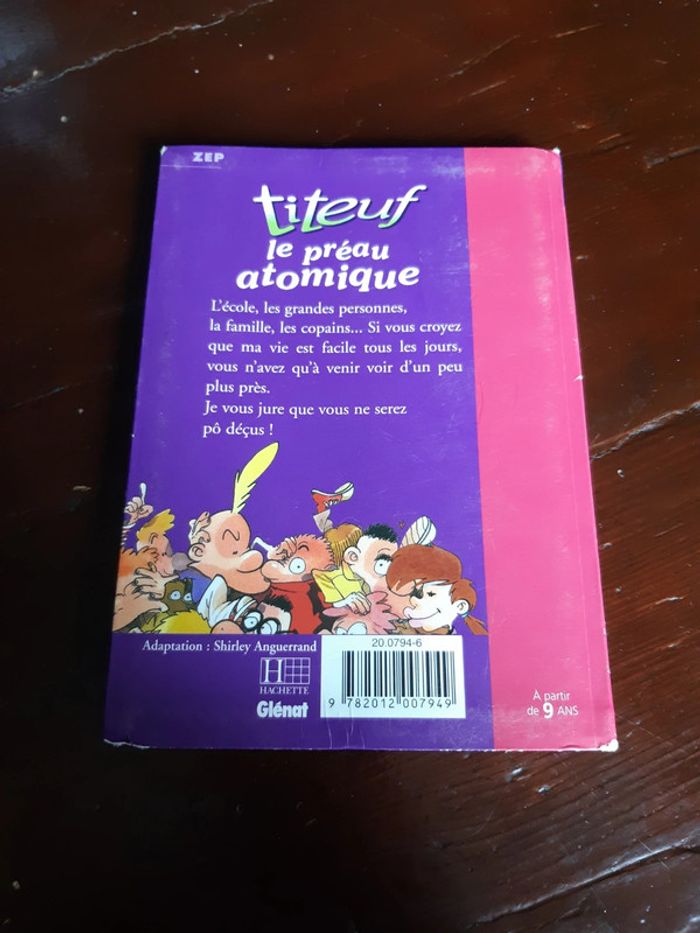 ZEP
titeuf
le préau
atomique
L'école, les grandes personnes,
la famille, les copains... Si vous croyez
que ma vie est facile tous les jours,
vous n'avez qu'à venir voir d'un peu
plus près.
Je vous jure que vous ne serez
pô déçus !
Adaptation : Shirley Anguerrand
20.0794-6
H
HACHETTE
Glénat
9 782012 007949
À partir
de 9 ANS